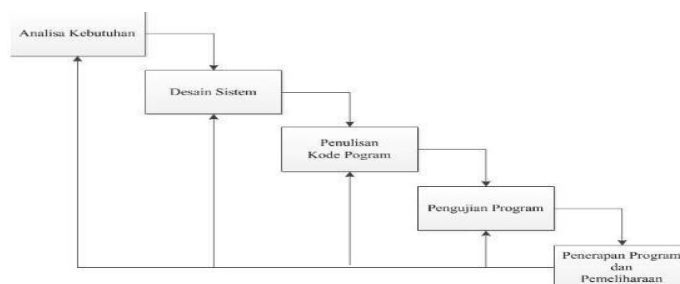 Analisa Kebutuhan
Desain Sistem
Penulisan
Kode Pogram
Pengujian Program
Penerapan Program
dan
Pemeliharaan